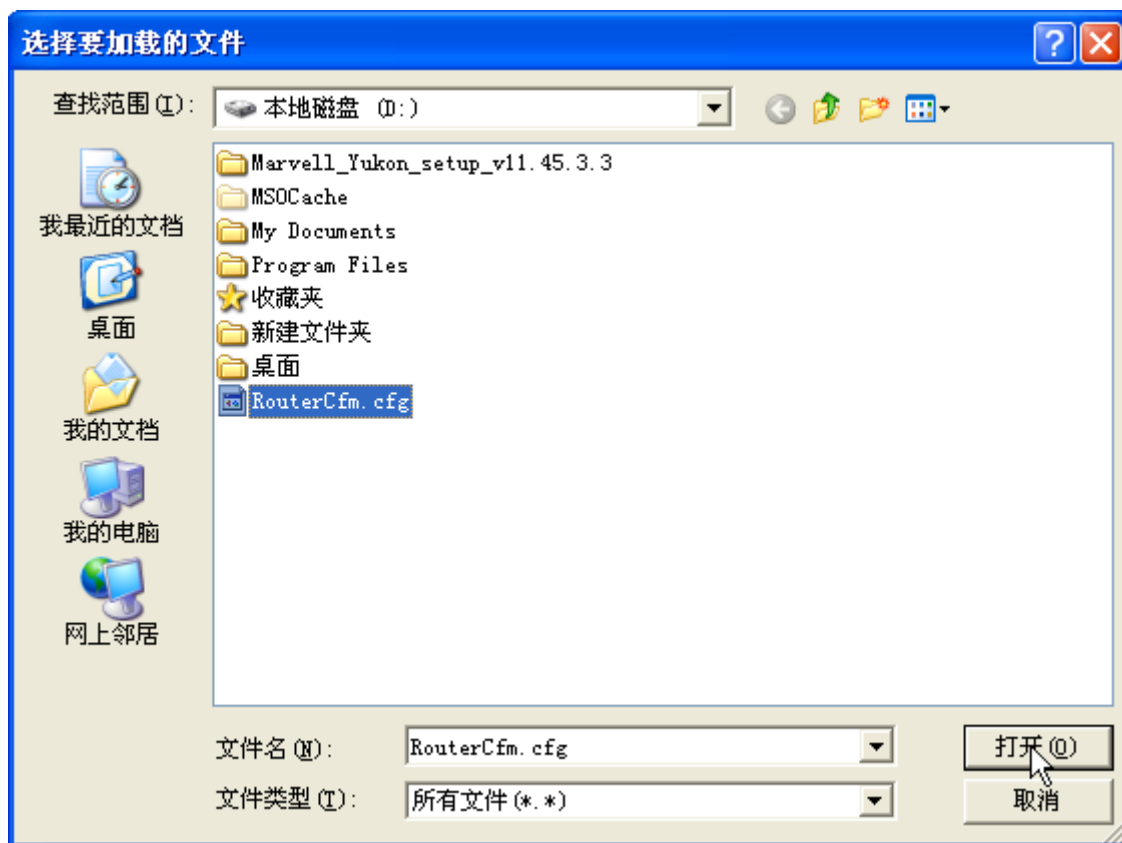 选择要加载的文件
查找范围(I):
本地磁盘 (D:)
我最近的文档
桌面
我的文档
我的电脑
网上邻居
Marvell_Yukon_setup_v11.45.3.3
MSOCache
My Documents
Program Files
收藏夹
新建文件夹
桌面
RouterCfm.cfg
文件名(N):
RouterCfm.cfg
打开(O)
文件类型(T):
所有文件(*.*)
取消